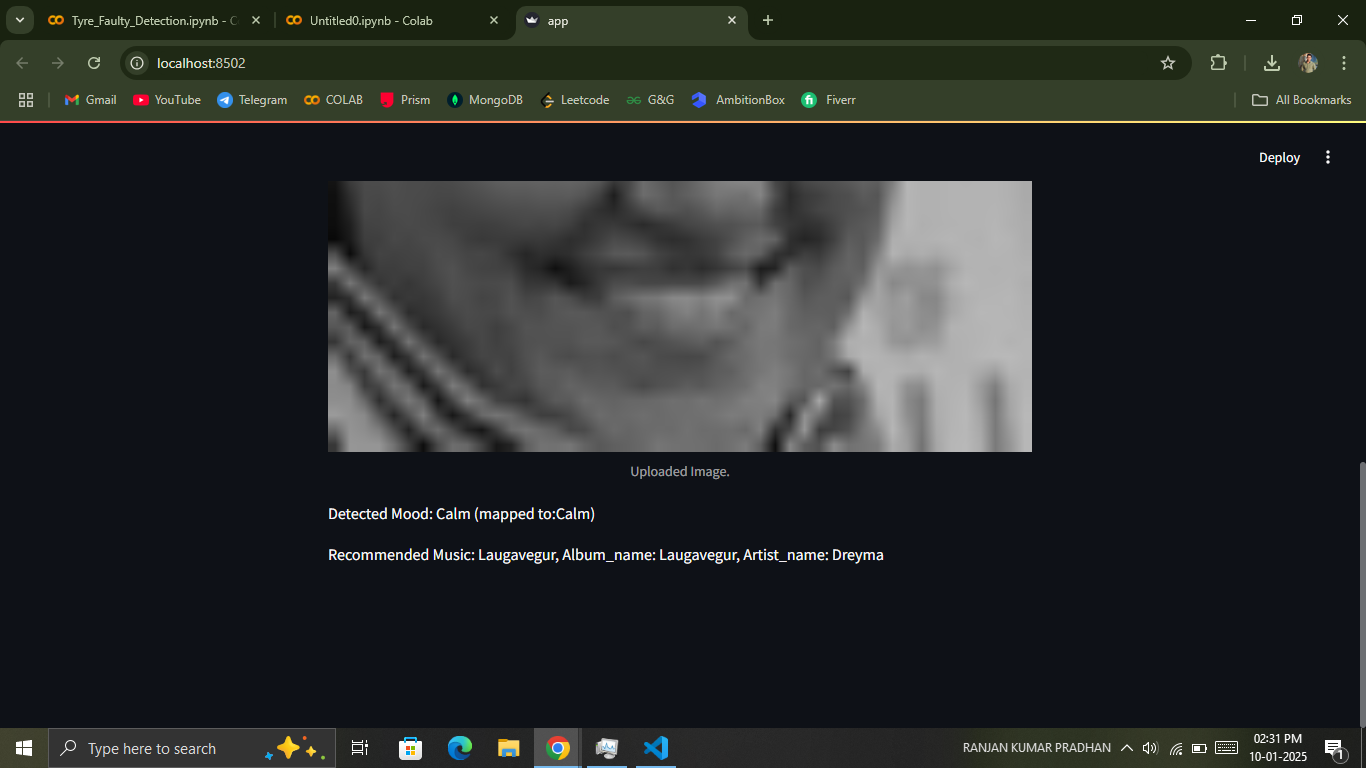 Tyre_Faulty_Detection.ipynb - C
Untitled0.ipynb - Colab
app
localhost:8502
Gmail
YouTube
Telegram
COLAB
Prism
MongoDB
Leetcode
G&G
AmbitionBox
Fiverr
All Bookmarks
Deploy
Uploaded Image.
Detected Mood: Calm (mapped to:Calm)
Recommended Music: Laugavegur, Album_name: Laugavegur, Artist_name: Dreyma
Type here to search
RANJAN KUMAR PRADHAN
02:31 PM
10-01-2025
1